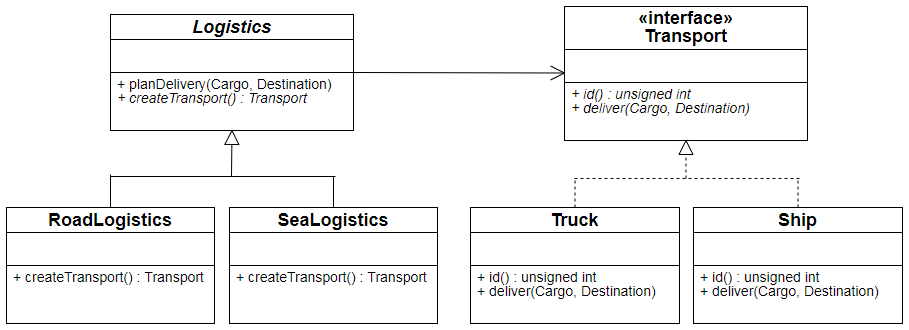 Logistics
+ planDelivery(Cargo, Destination)
+ createTransport() : Transport
«interface»
Transport
+ id() : unsigned int
+ deliver(Cargo, Destination)
RoadLogistics
+ createTransport() : Transport
SeaLogistics
+ createTransport() : Transport
Truck
+ id() : unsigned int
+ deliver(Cargo, Destination)
Ship
+ id() : unsigned int
+ deliver(Cargo, Destination)